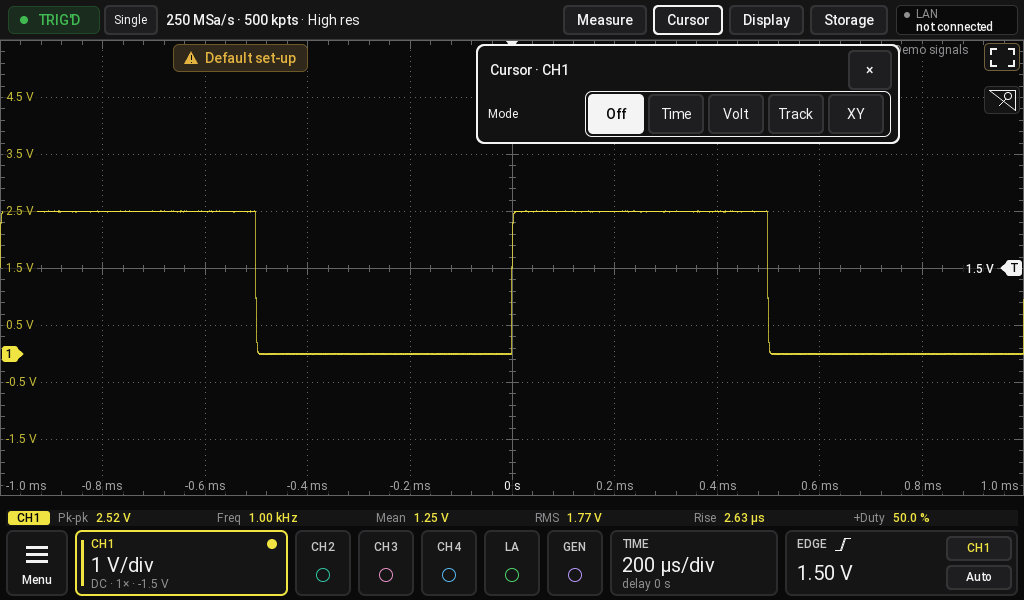 TRIG'D
Single
250 MSa/s · 500 kpts · High res
Measure
Cursor
Display
Storage
LAN
not connected
Default set-up
emo signals
Cursor · CH1
×
Mode
Off
Time
Volt
Track
XY
4.5 V
3.5 V
2.5 V
1.5 V
0.5 V
-0.5 V
-1.5 V
1
1.5 V
T
-1.0 ms
-0.8 ms
-0.6 ms
-0.4 ms
-0.2 ms
0 s
0.2 ms
0.4 ms
0.6 ms
0.8 ms
1.0 ms
CH1
Pk-pk 2.52 V
Freq 1.00 kHz
Mean 1.25 V
RMS 1.77 V
Rise 2.63 µs
+Duty 50.0 %
Menu
CH1
1 V/div
DC · 1× · -1.5 V
CH2
CH3
CH4
LA
GEN
TIME
200 µs/div
delay 0 s
EDGE
1.50 V
CH1
Auto